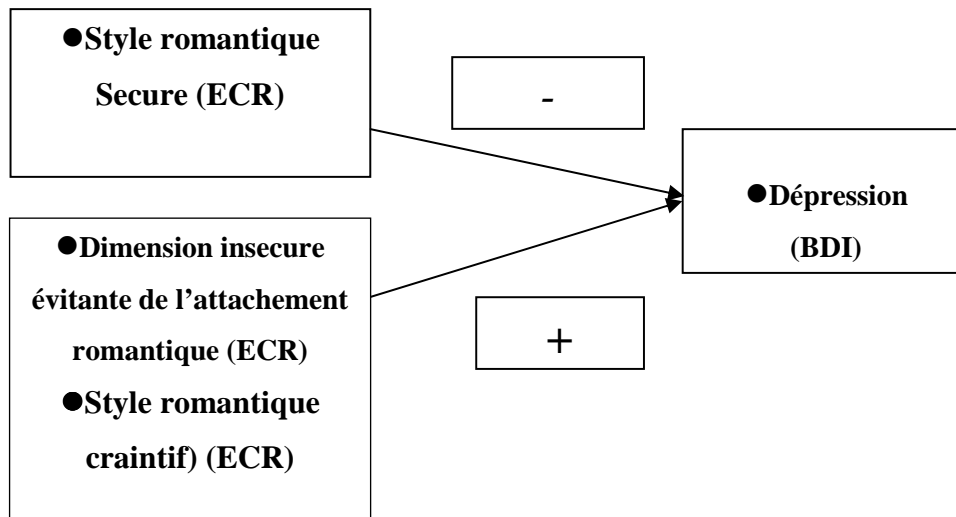 ●Style romantique
Secure (ECR)
-
●Dépression
(BDI)
●Dimension insecure
évitante de l’attachement
romantique (ECR)
●Style romantique
craintif) (ECR)
+